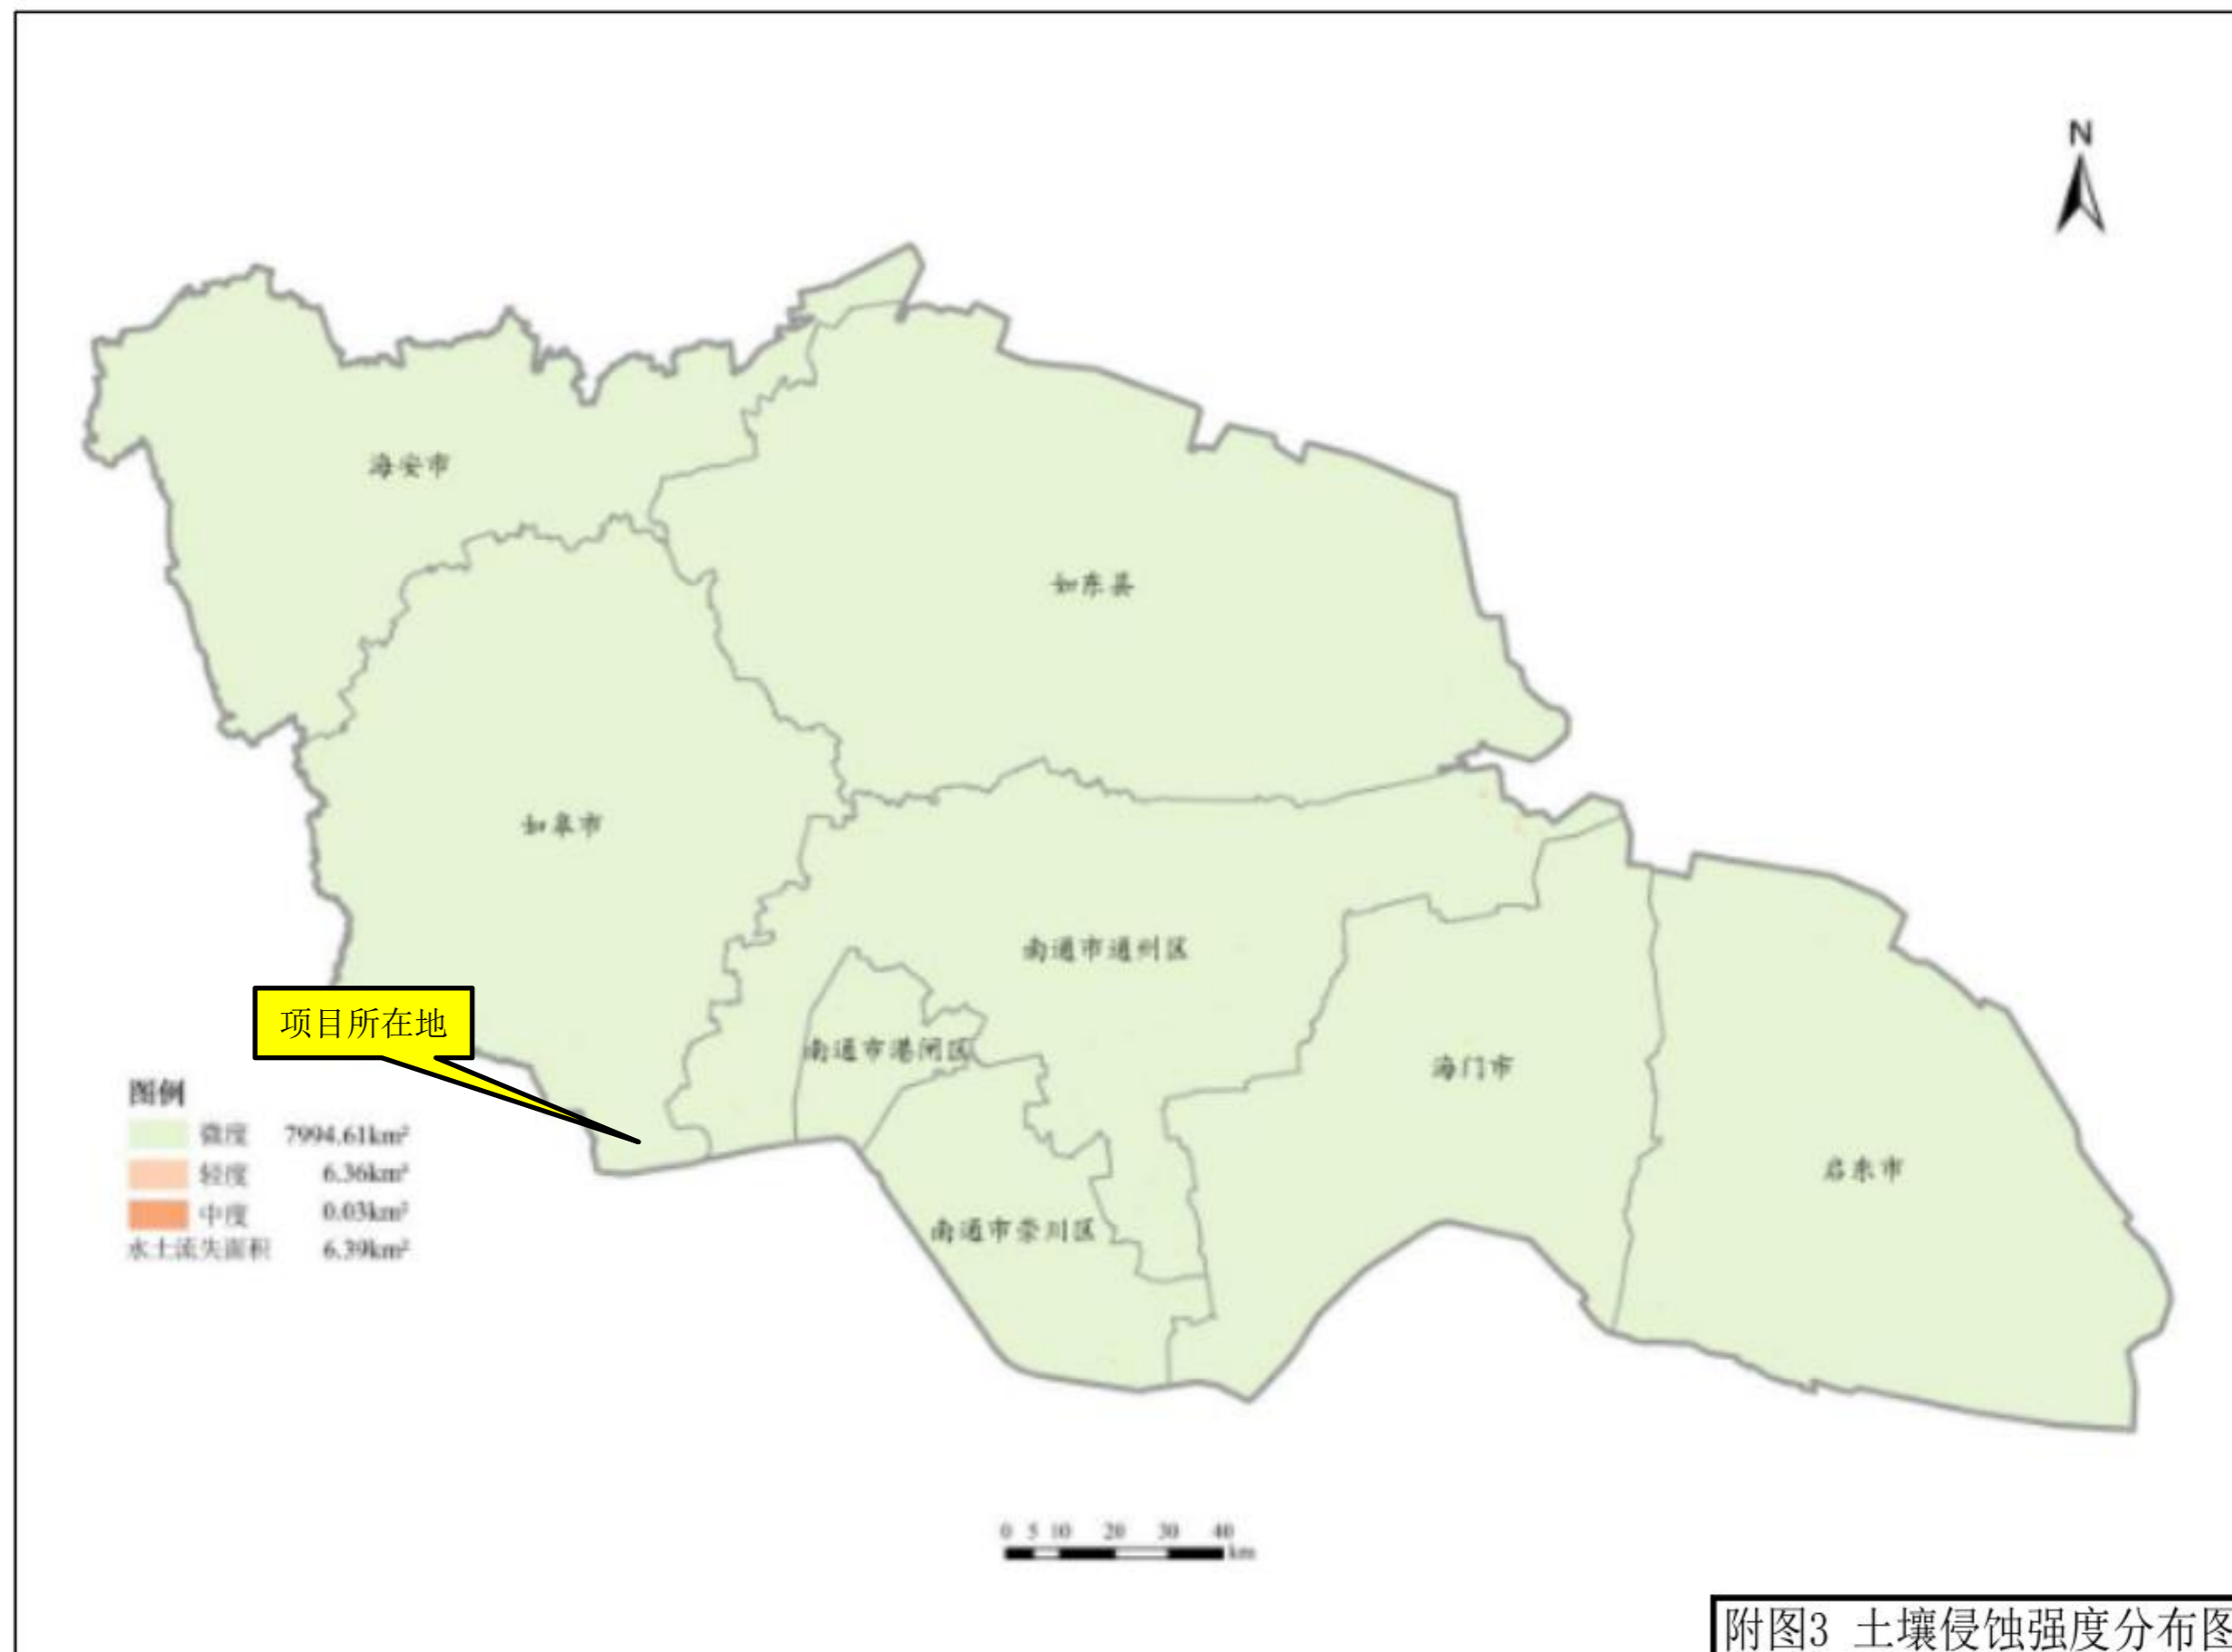 N
海安市
如东县
如皋市
南通市通州区
项目所在地
南通市港闸区
海门市
图例
微度 7994.61km²
轻度 6.36km²
中度 0.03km²
水土流失面积 6.39km²
启东市
南通市崇川区
0 5 10 20 30 40
km
附图3 土壤侵蚀强度分布图